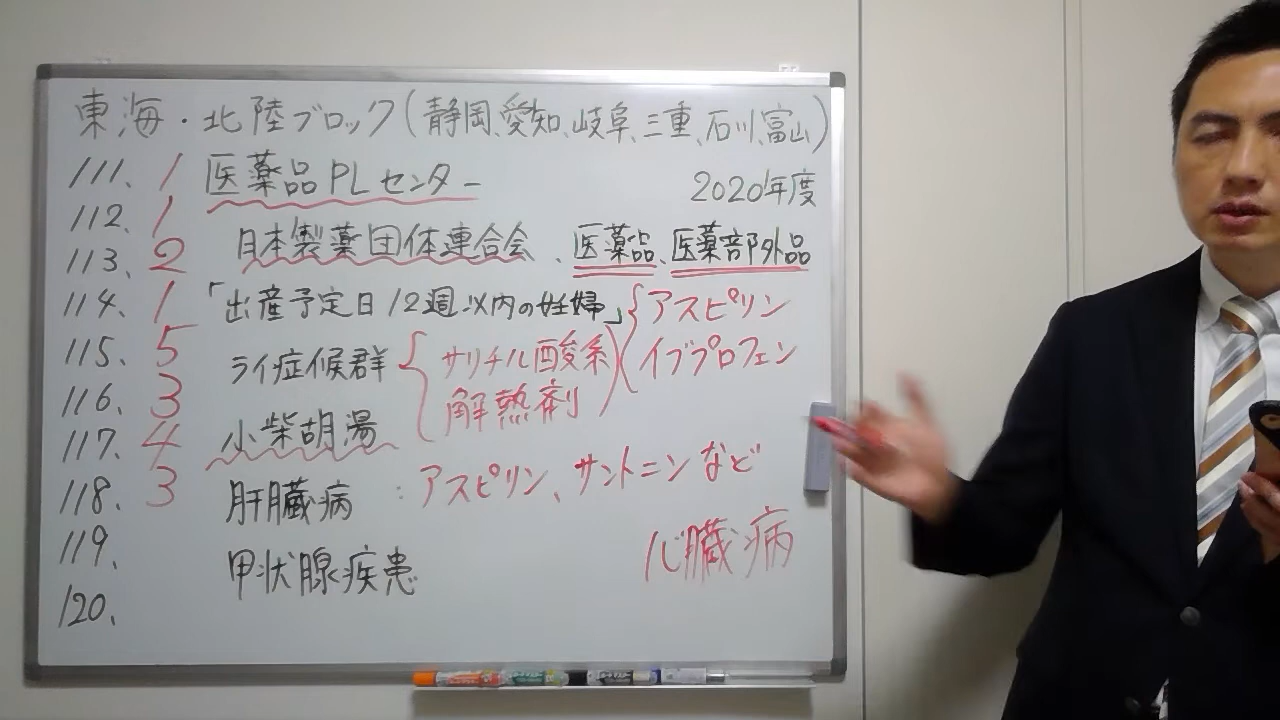 東海・北陸ブロック(静岡、愛知、岐阜、三重、石川、富山)
111. 1 医薬品PLセンター 2020年度
112. 1
113. 2 日本製薬団体連合会、医薬品、医薬部外品
114. 1 「出産予定日12週以内の妊婦」 アスピリン
115. 5 ライ症候群 サリチル酸系 イブプロフェン
116. 3 解熱剤
117. 4 小柴胡湯
118. 3 肝臓病:アスピリン、サントニンなど
119. 心臓病
甲状腺疾患
120.